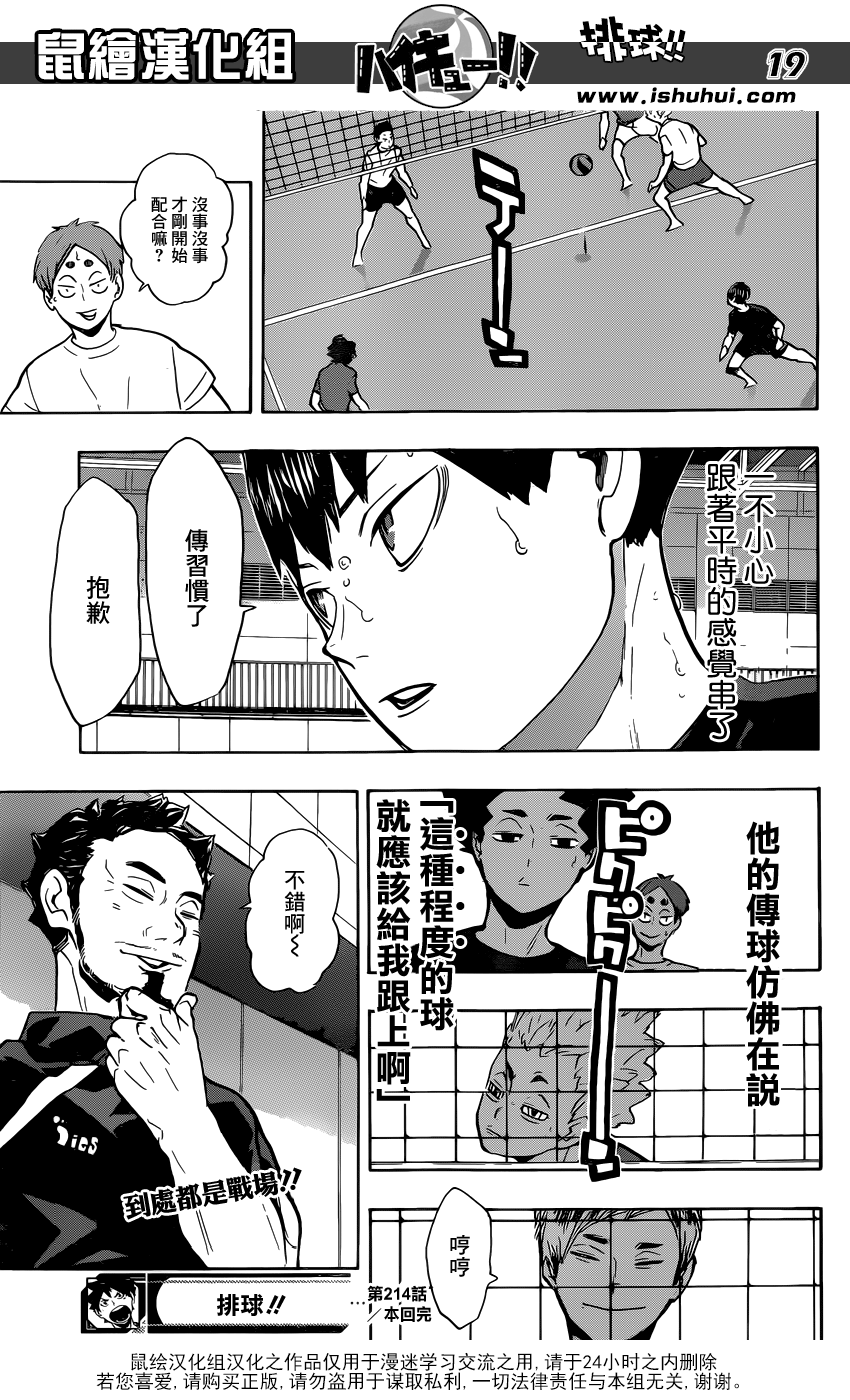 鼠繪漢化組
ハイキュー!!
排球!!
19
www.ishuhui.com
テーン
沒事沒事
才剛開始
配合嘛?
一不小心
跟著平時的感覺串了
傳習慣了
抱歉
他的傳球仿佛在説
ピクピクーン
「這種程度的球
就應該給我跟上啊」
不錯啊~
哼哼
到處都是戰場!!
排球!!
…第214話
/本回完
鼠绘汉化组汉化之作品仅用于漫迷学习交流之用,请于24小时之内删除
若您喜爱,请购买正版,请勿盗用于谋取私利,一切法律责任与本组无关,谢谢。